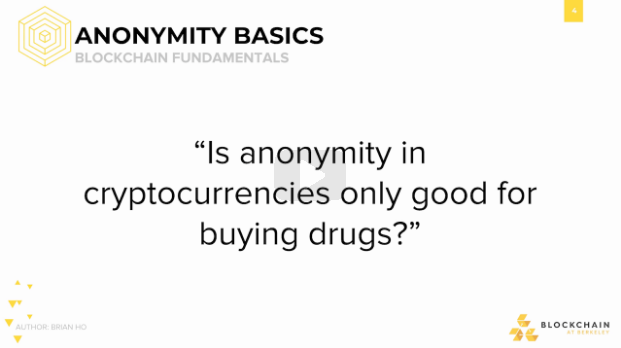 4
ANONYMITY BASICS
BLOCKCHAIN FUNDAMENTALS
“Is anonymity in
cryptocurrencies only good for
buying drugs?”
AUTHOR: BRIAN HO
BLOCKCHAIN
AT BERKELEY